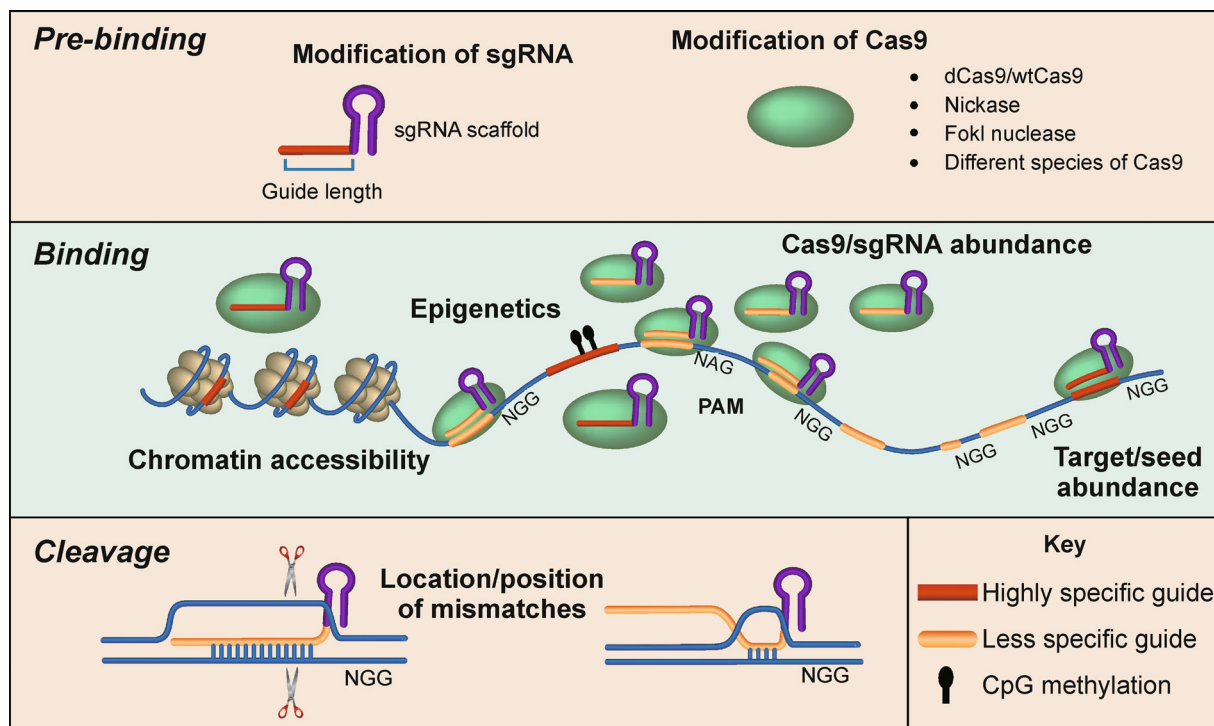 Pre-binding
Modification of sgRNA
sgRNA scaffold
Guide length
Modification of Cas9
• dCas9/wtCas9
• Nickase
• FokI nuclease
• Different species of Cas9
Binding
Cas9/sgRNA abundance
Epigenetics
NAG
NGG
PAM
NGG
NGG
NGG
NGG
Chromatin accessibility
Target/seed
abundance
Cleavage
Location/position
of mismatches
NGG
NGG
Key
Highly specific guide
Less specific guide
CpG methylation